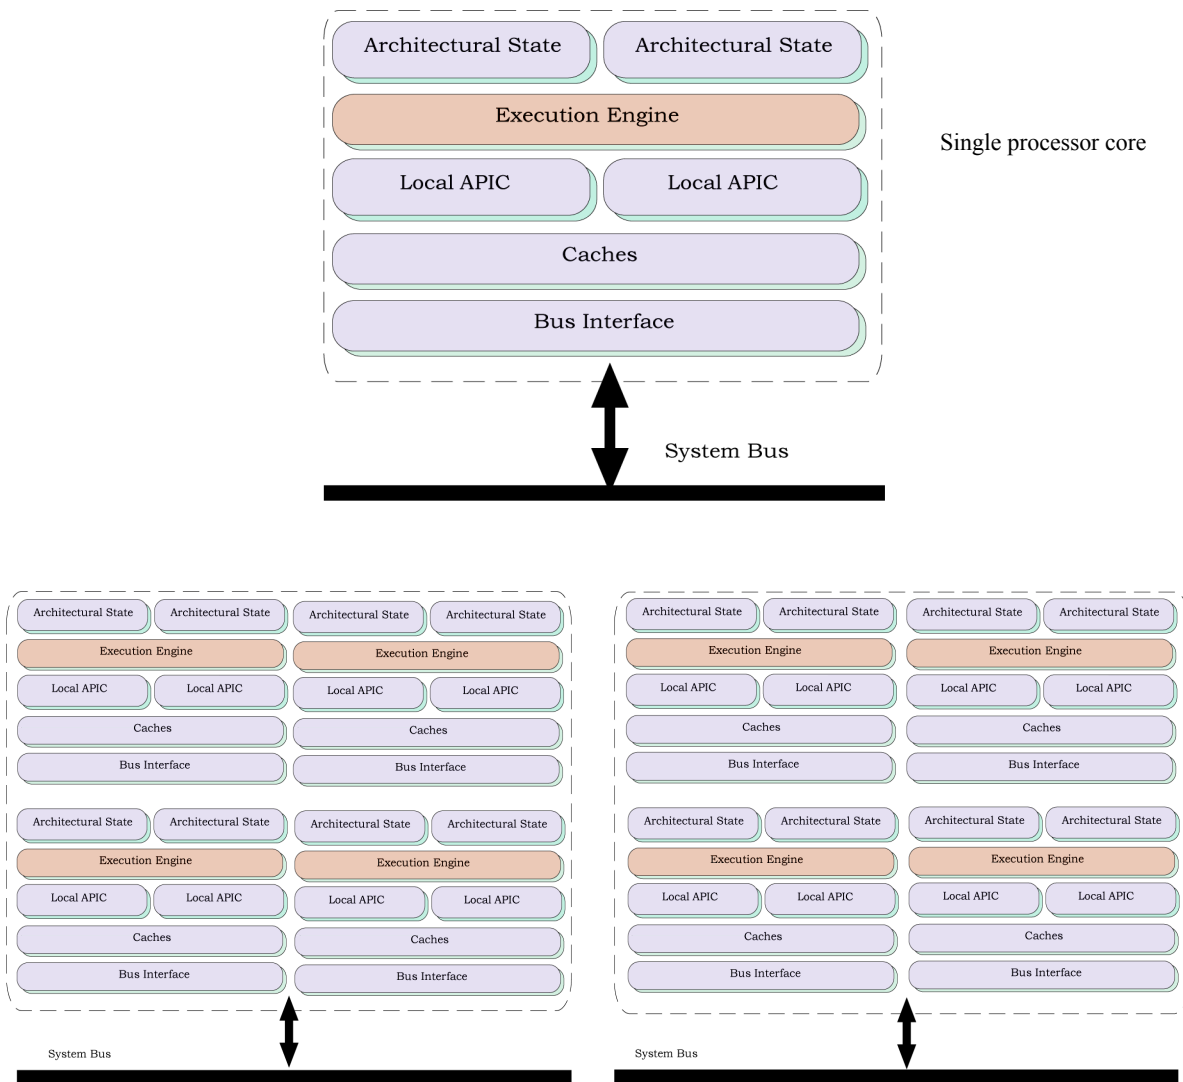 Architectural State Architectural State
Execution Engine
Single processor core
Local APIC Local APIC
Caches
Bus Interface
System Bus
Architectural State Architectural State Architectural State Architectural State
Execution Engine Execution Engine
Local APIC Local APIC Local APIC Local APIC
Caches Caches
Bus Interface Bus Interface
Architectural State Architectural State Architectural State Architectural State
Execution Engine Execution Engine
Local APIC Local APIC Local APIC Local APIC
Caches Caches
Bus Interface Bus Interface
System Bus
Architectural State Architectural State Architectural State Architectural State
Execution Engine Execution Engine
Local APIC Local APIC Local APIC Local APIC
Caches Caches
Bus Interface Bus Interface
Architectural State Architectural State Architectural State Architectural State
Execution Engine Execution Engine
Local APIC Local APIC Local APIC Local APIC
Caches Caches
Bus Interface Bus Interface
System Bus